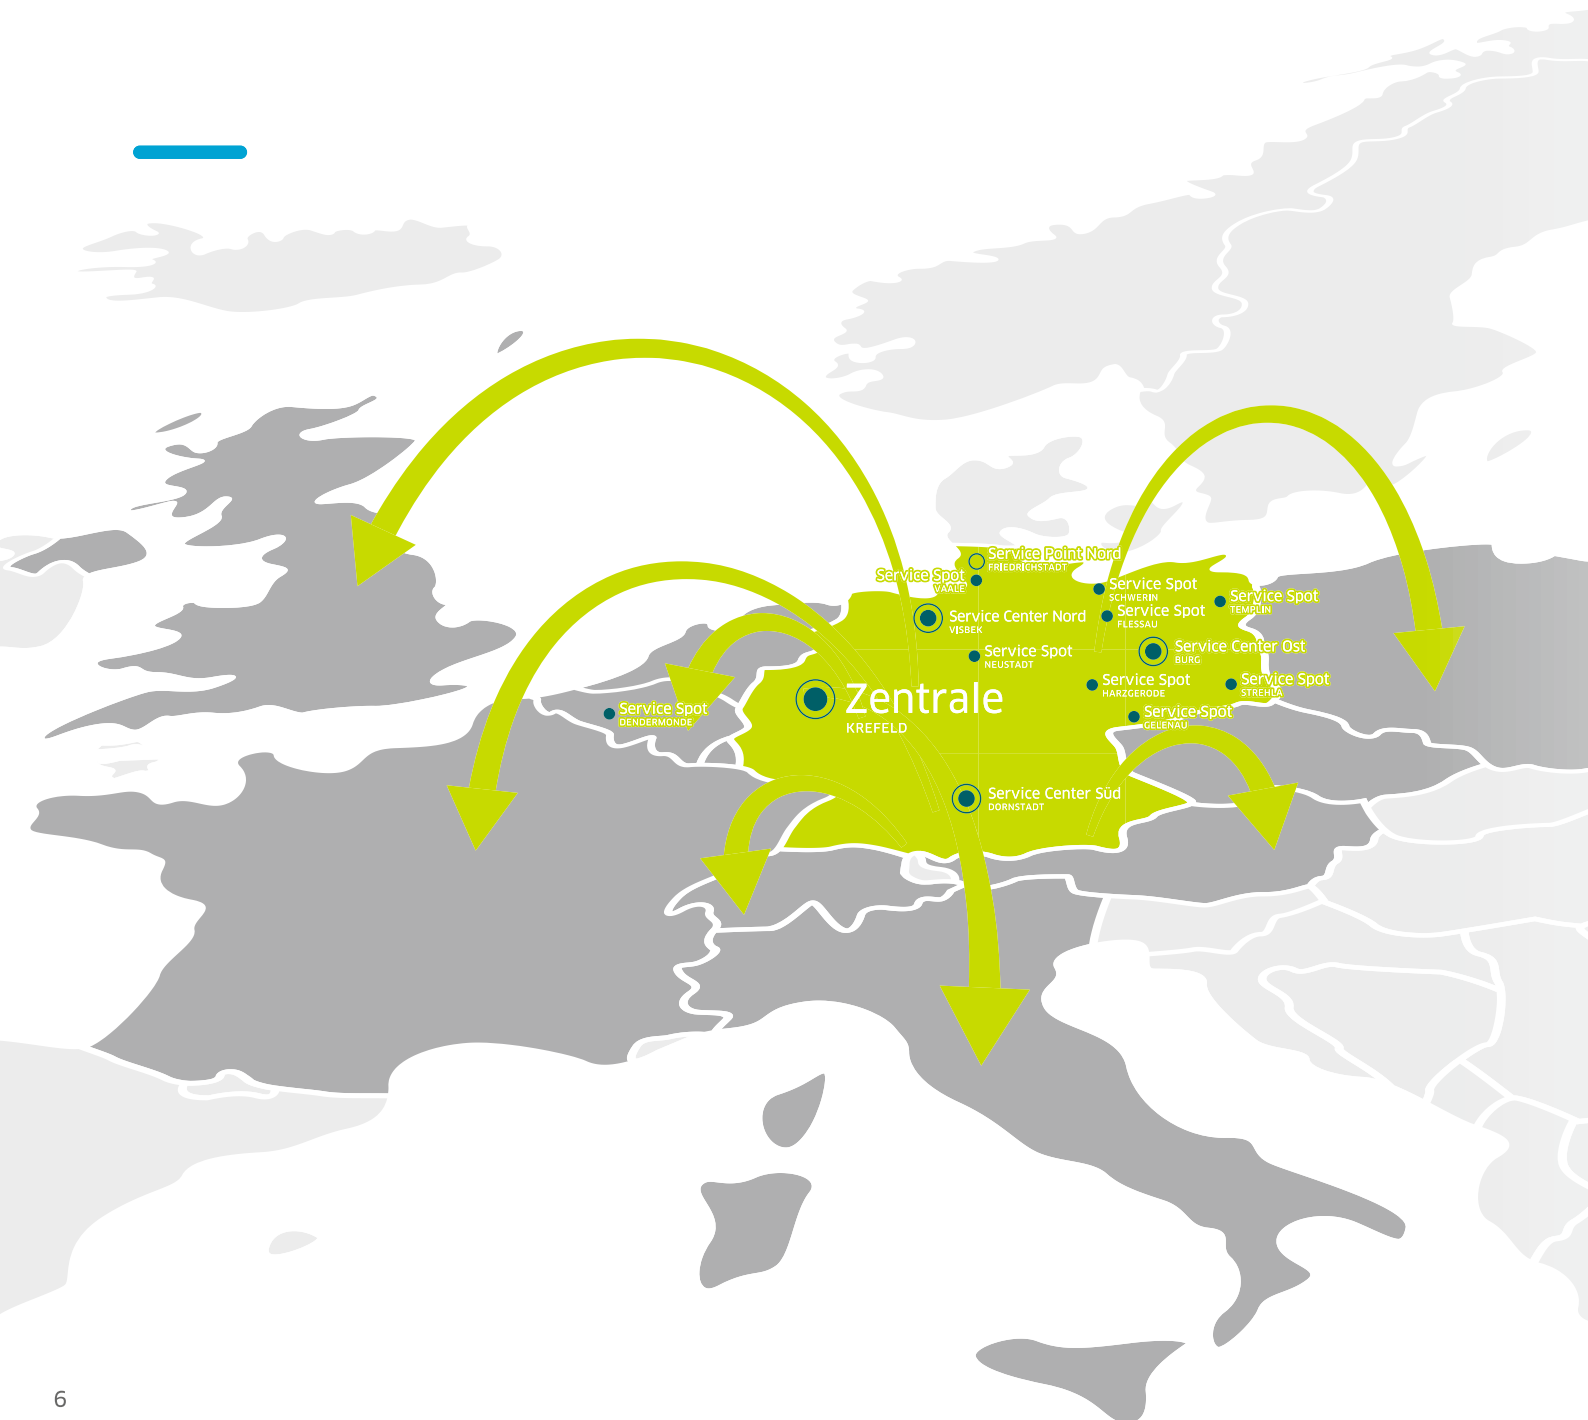 Service Point Nord
FRIEDRICHSTADT
Service Spot
VAALE
Service Spot
SCHWERIN
Service Spot
TEMPLIN
Service Center Nord
VISBEK
Service Spot
FLESSAU
Service Center Ost
BURG
Service Spot
NEUSTADT
Service Spot
HARZGERODE
Service Spot
STREHLA
Zentrale
KREFELD
Service Spot
DENDERMONDE
Service Spot
GELENAU
Service Center Süd
DORNSTADT
6